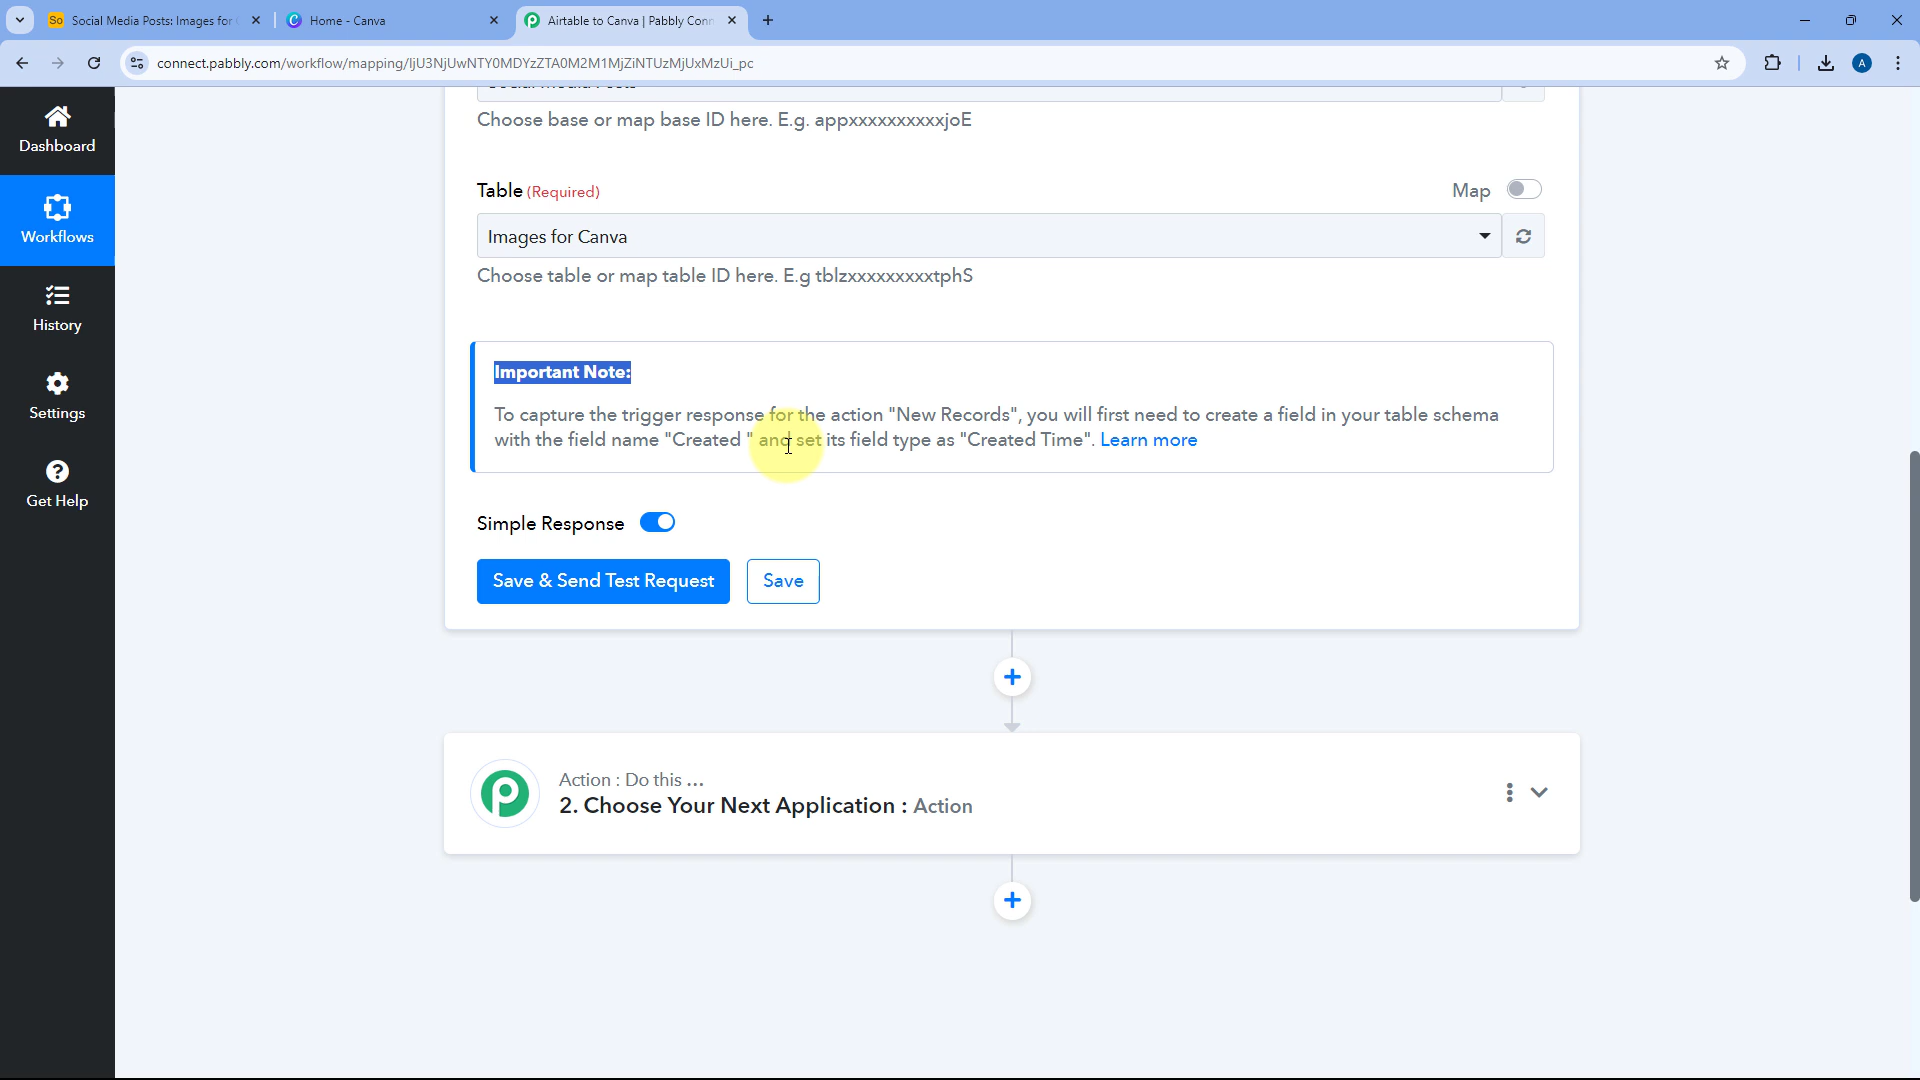 Social Media Posts: Images for
Home - Canva
Airtable to Canva | Pabbly Conn
connect.pabbly.com/workflow/mapping/IjU3NjUwNTY0MDYzZTA0M2M1MjZiNTUzMjUxMzUi_pc
Dashboard
Workflows
History
Settings
Get Help
Choose base or map base ID here. E.g. appxxxxxxxxxxjoE
Table (Required)
Map
Images for Canva
Choose table or map table ID here. E.g tblzxxxxxxxxxtphS
Important Note:
To capture the trigger response for the action "New Records", you will first need to create a field in your table schema
with the field name "Created " and set its field type as "Created Time". Learn more
Simple Response
Save & Send Test Request
Save
Action : Do this ...
2. Choose Your Next Application : Action